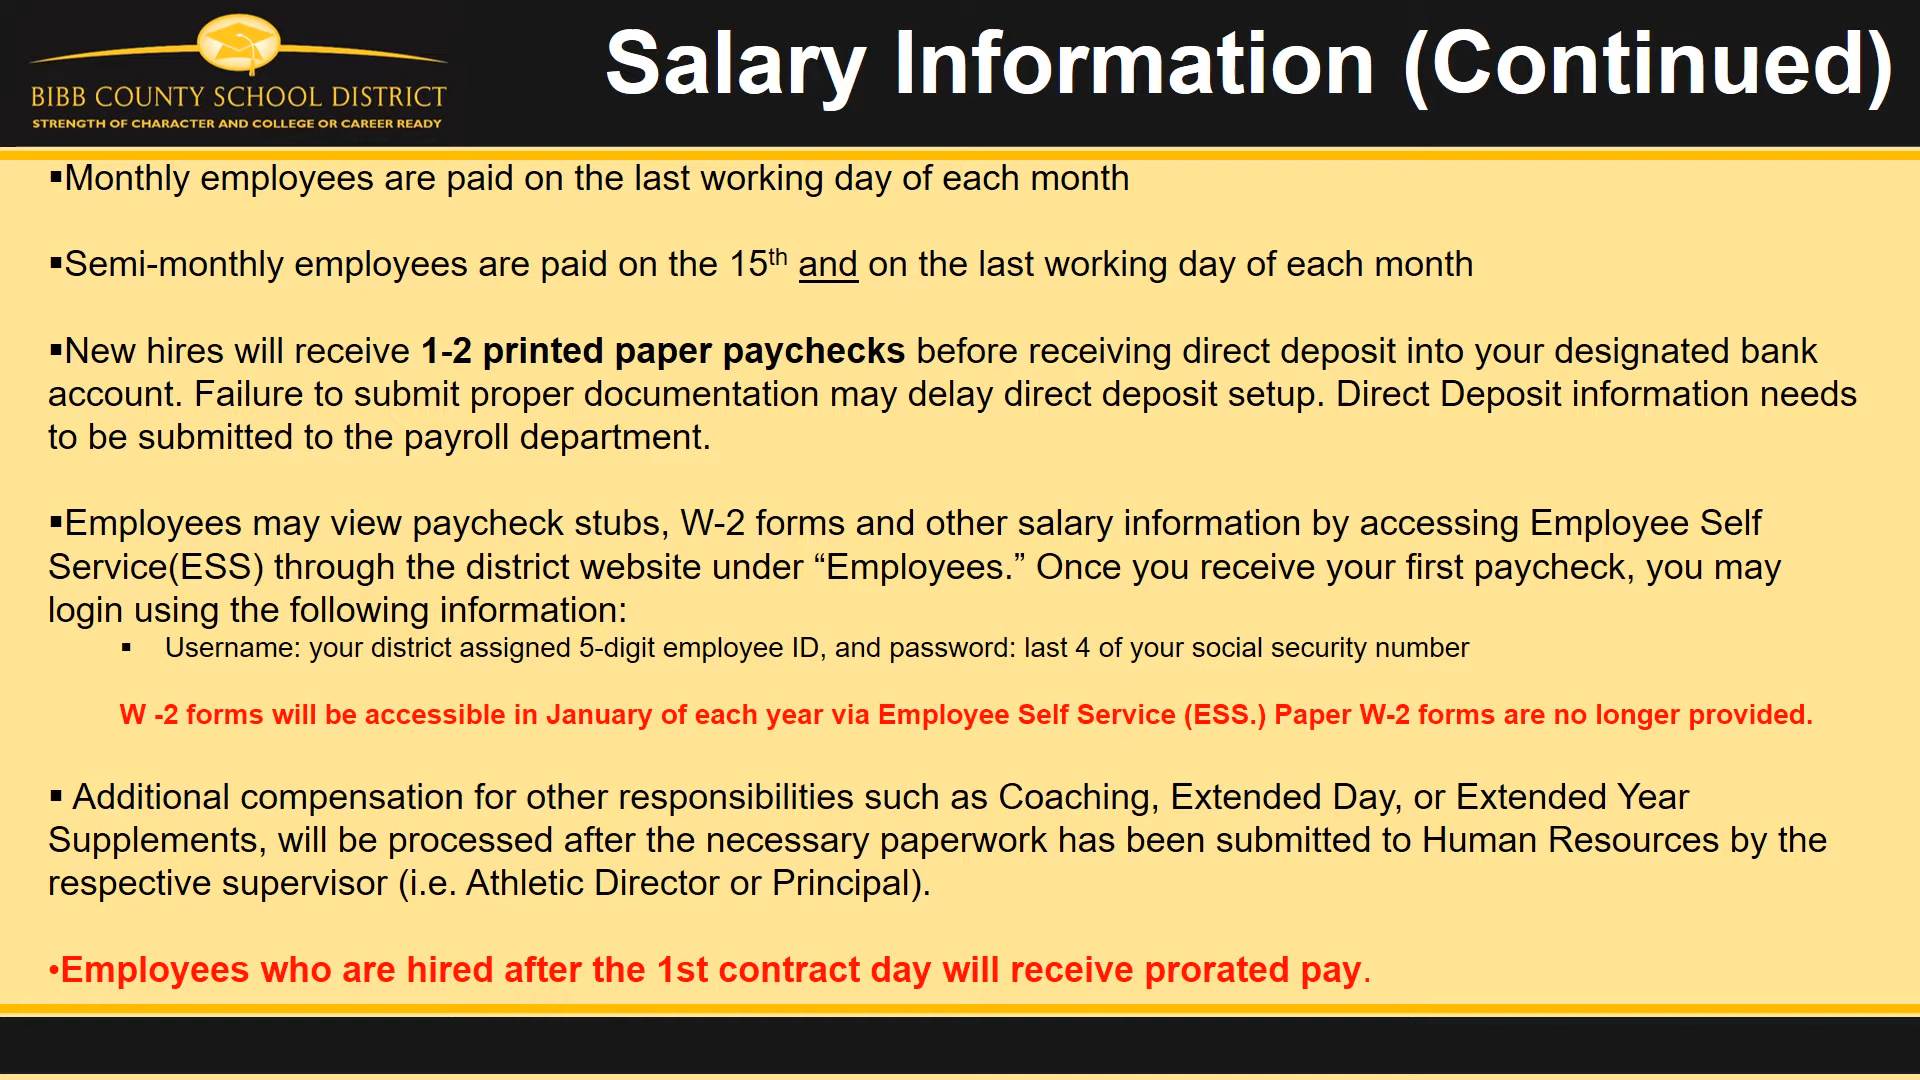 BIBB COUNTY SCHOOL DISTRICT
STRENGTH OF CHARACTER AND COLLEGE OR CAREER READY
Salary Information (Continued)
▪Monthly employees are paid on the last working day of each month
▪Semi-monthly employees are paid on the 15th and on the last working day of each month
▪New hires will receive 1-2 printed paper paychecks before receiving direct deposit into your designated bank
account. Failure to submit proper documentation may delay direct deposit setup. Direct Deposit information needs
to be submitted to the payroll department.
▪Employees may view paycheck stubs, W-2 forms and other salary information by accessing Employee Self
Service(ESS) through the district website under “Employees.” Once you receive your first paycheck, you may
login using the following information:
▪ Username: your district assigned 5-digit employee ID, and password: last 4 of your social security number
W -2 forms will be accessible in January of each year via Employee Self Service (ESS.) Paper W-2 forms are no longer provided.
▪ Additional compensation for other responsibilities such as Coaching, Extended Day, or Extended Year
Supplements, will be processed after the necessary paperwork has been submitted to Human Resources by the
respective supervisor (i.e. Athletic Director or Principal).
•Employees who are hired after the 1st contract day will receive prorated pay.